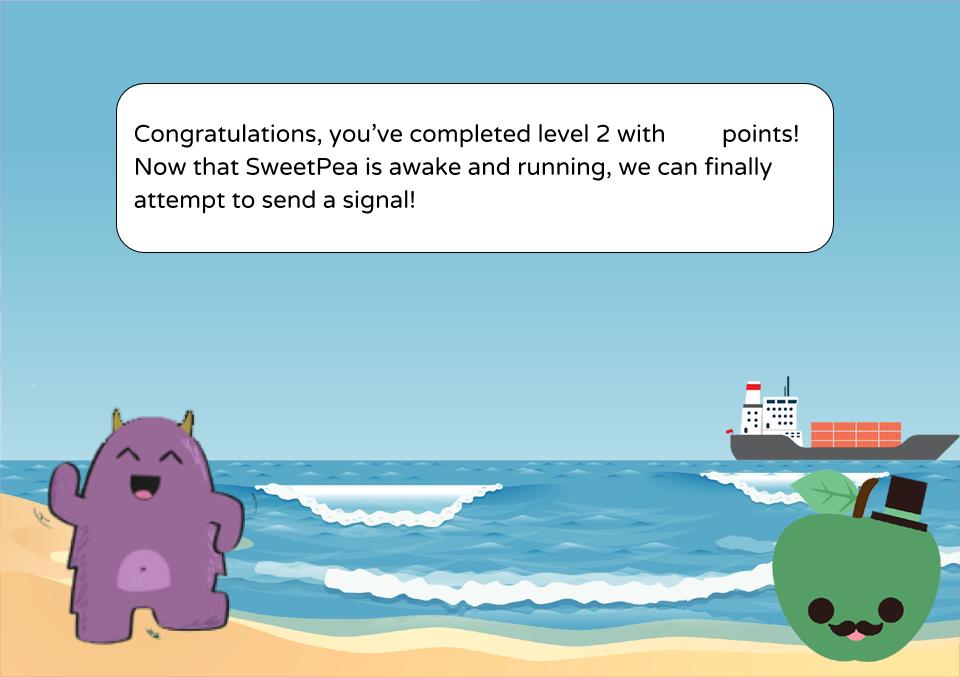 Congratulations, you’ve completed level 2 with points!
Now that SweetPea is awake and running, we can finally
attempt to send a signal!